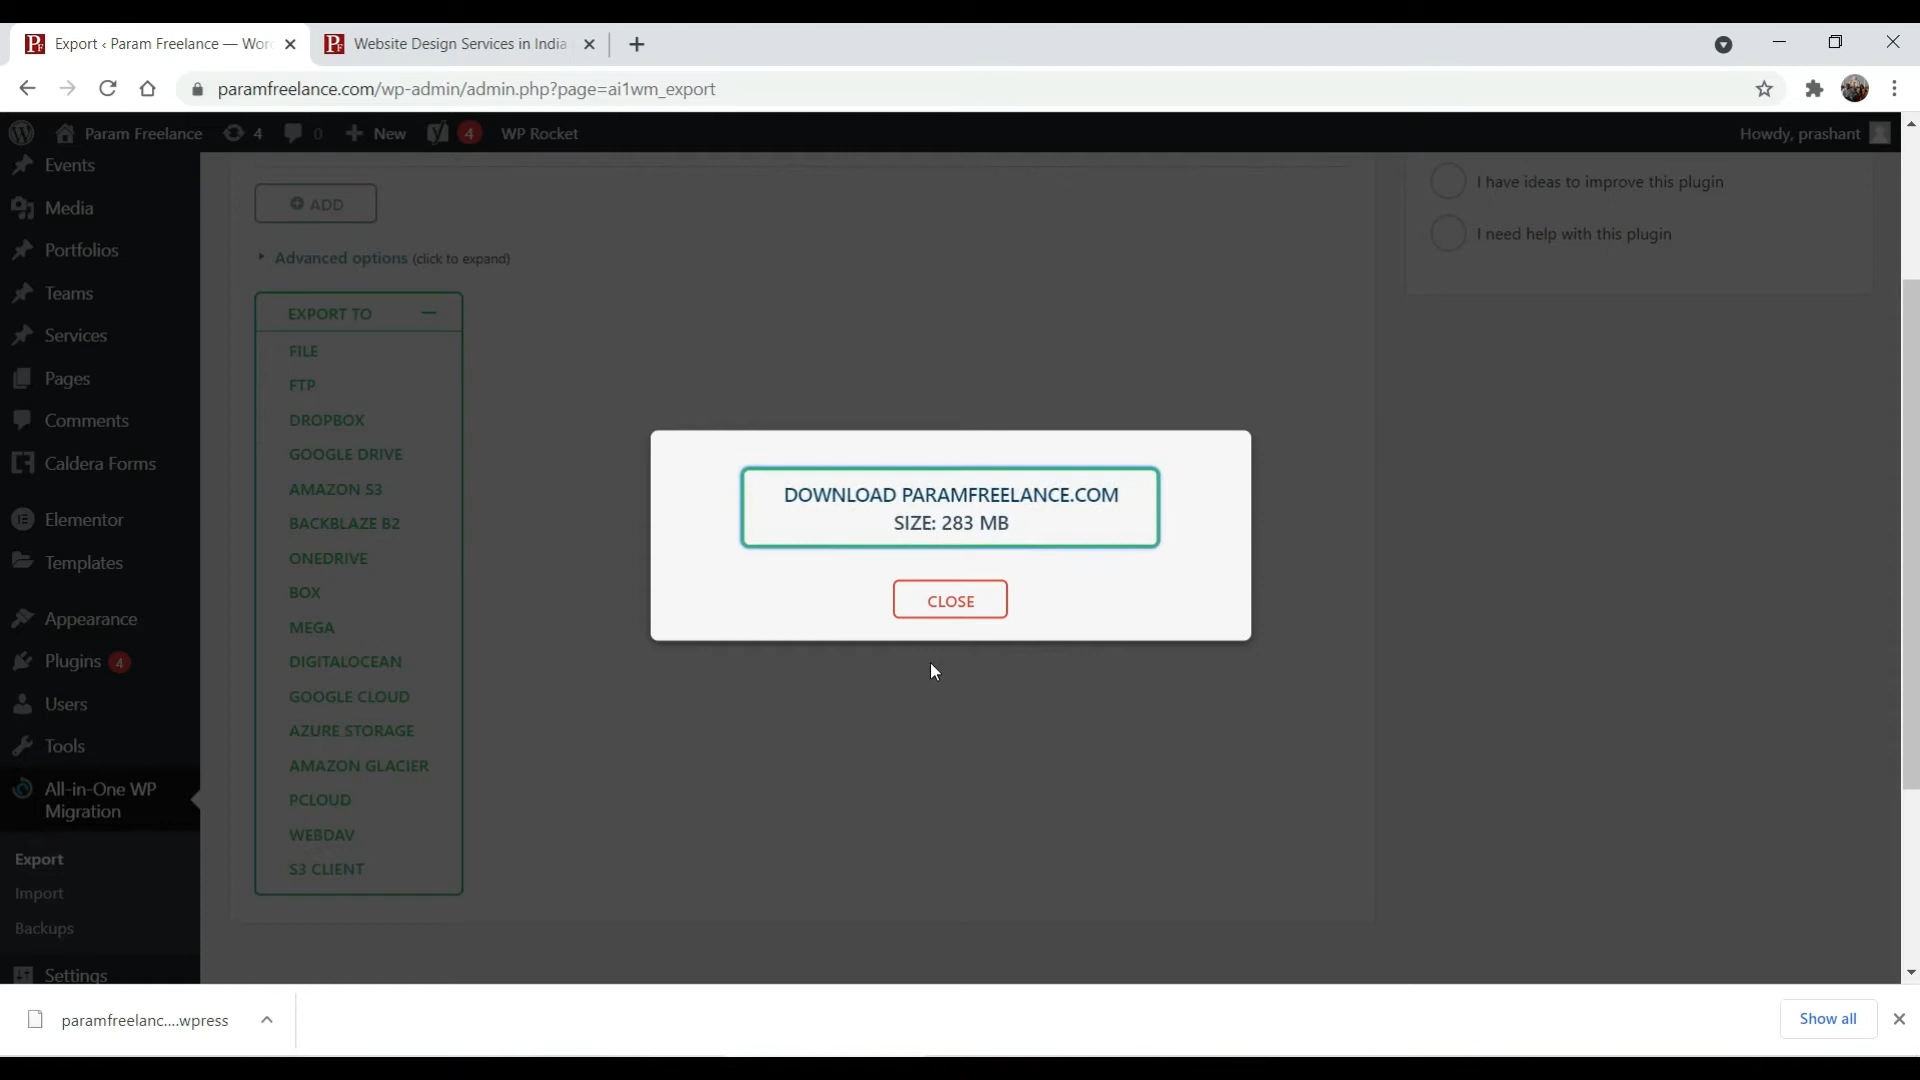 Export ‹ Param Freelance — Wor
Website Design Services in India
paramfreelance.com/wp-admin/admin.php?page=ai1wm_export
Param Freelance
4
0
New
4
WP Rocket
Howdy, prashant
Events
Media
Portfolios
Teams
Services
Pages
Comments
Caldera Forms
Elementor
Templates
Appearance
Plugins 4
Users
Tools
All-in-One WP
Migration
Export
Import
Backups
Settings
ADD
Advanced options (click to expand)
EXPORT TO
FILE
FTP
DROPBOX
GOOGLE DRIVE
AMAZON S3
BACKBLAZE B2
ONEDRIVE
BOX
MEGA
DIGITALOCEAN
GOOGLE CLOUD
AZURE STORAGE
AMAZON GLACIER
PCLOUD
WEBDAV
S3 CLIENT
I have ideas to improve this plugin
I need help with this plugin
DOWNLOAD PARAMFREELANCE.COM
SIZE: 283 MB
CLOSE
paramfreelanc....wpress
Show all